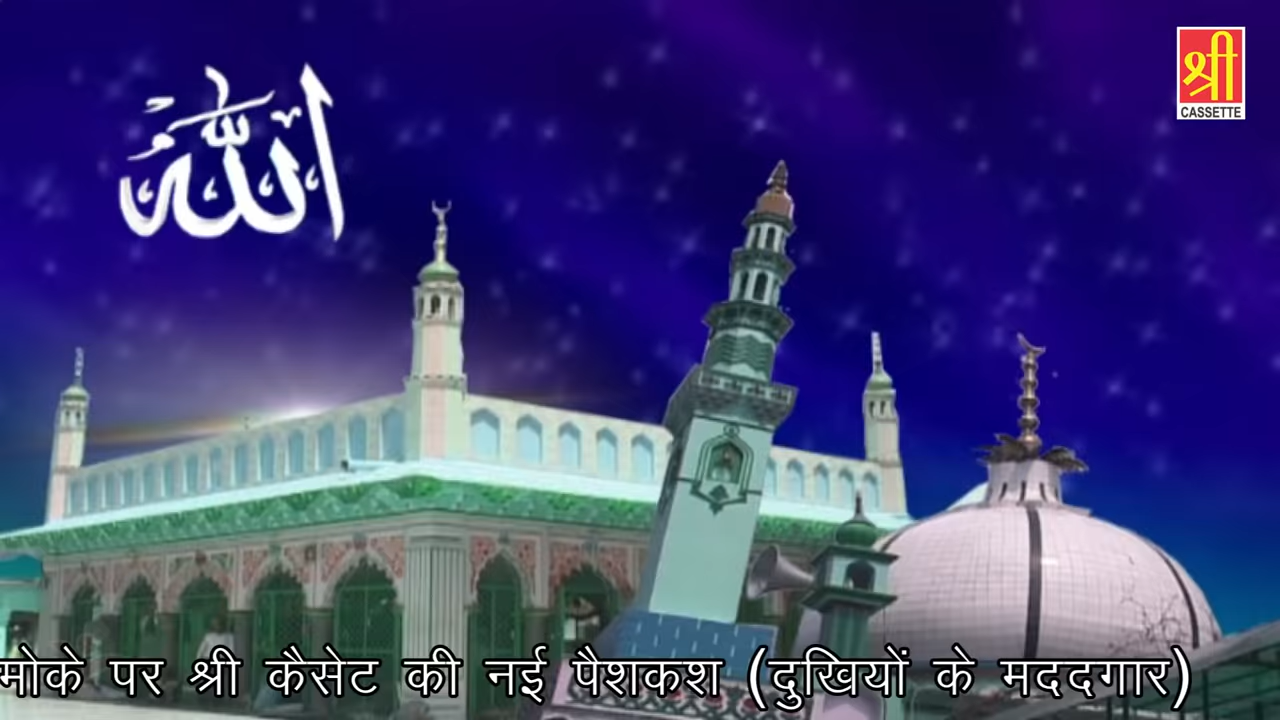 الله
श्री
CASSETTE
मोके पर श्री कैसेट की नई पैशकश (दुखियों के मददगार)